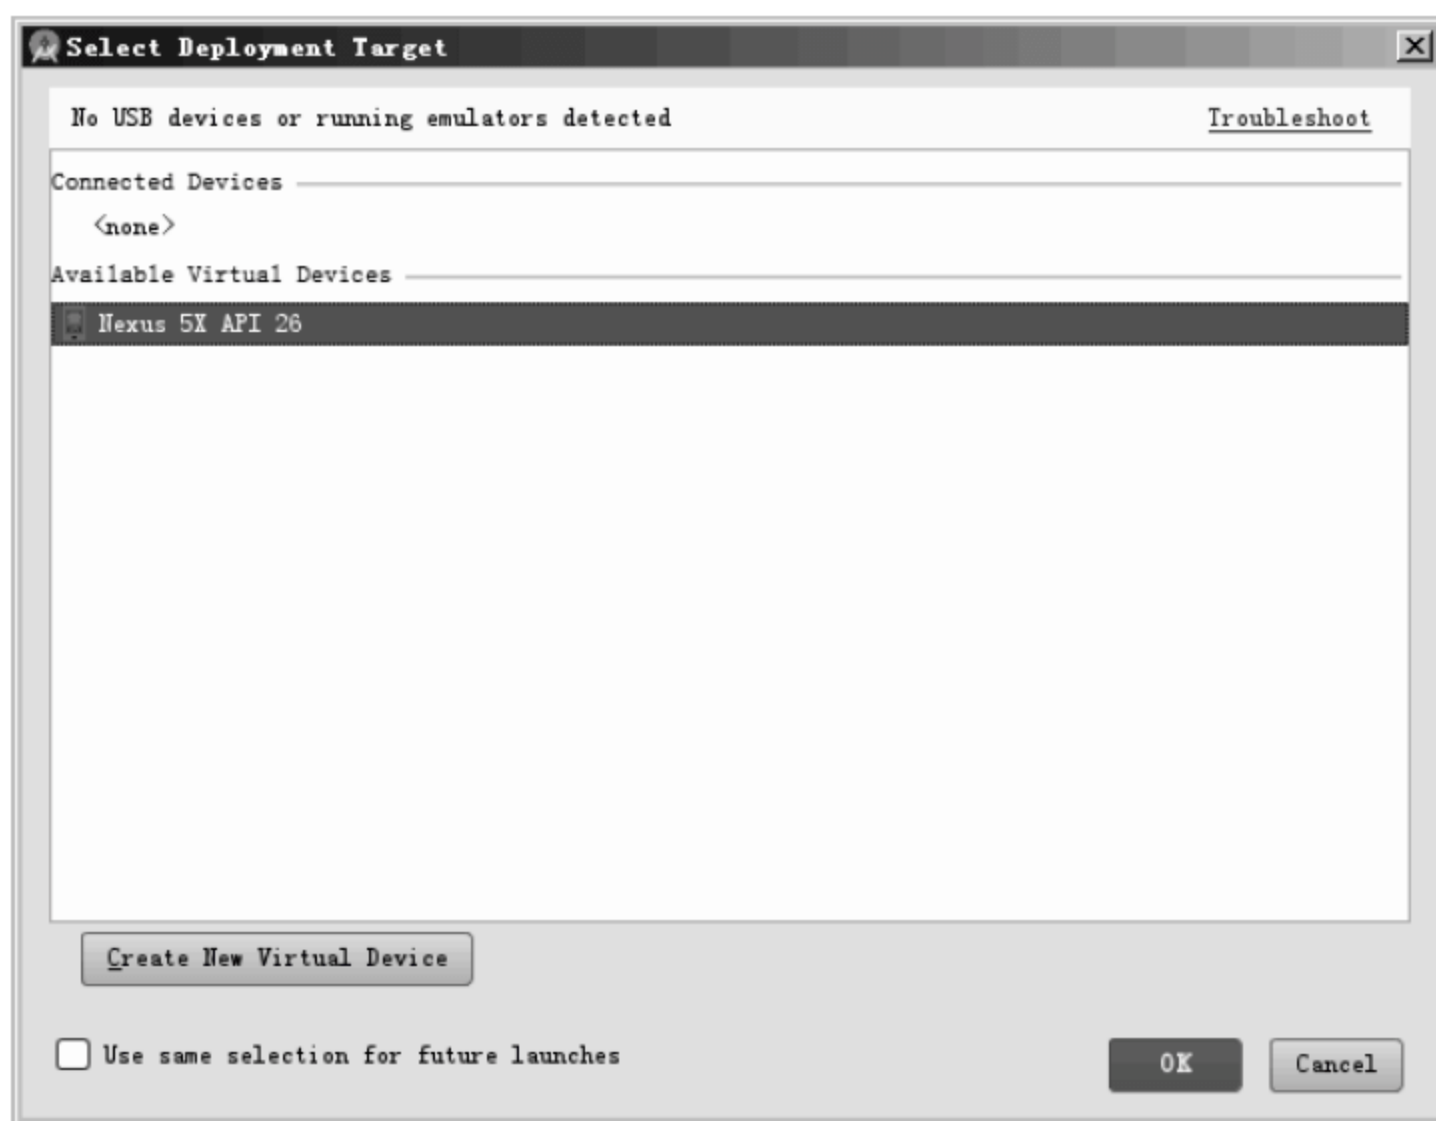 Select Deployment Target
No USB devices or running emulators detected
Troubleshoot
Connected Devices
<none>
Available Virtual Devices
Nexus 5X API 26
Create New Virtual Device
Use same selection for future launches
OK
Cancel